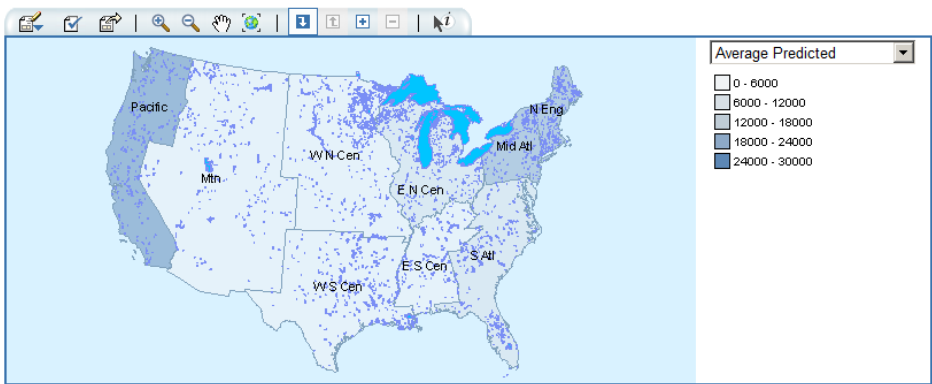 Average Predicted
0 - 6000
6000 - 12000
12000 - 18000
18000 - 24000
24000 - 30000
Pacific
N Eng
Mid Atl
W N Cen
Mtn
E N Cen
S Atl
E S Cen
W S Cen